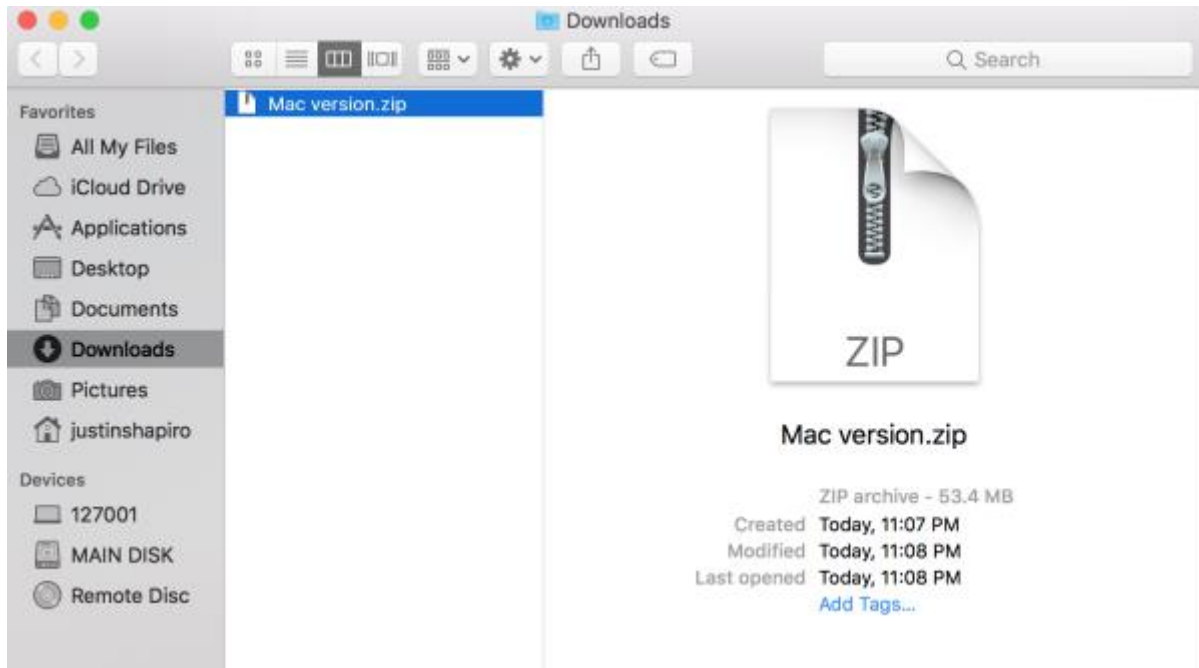 Downloads
Search
Favorites
All My Files
iCloud Drive
Applications
Desktop
Documents
Downloads
Pictures
justinshapiro
Devices
127001
MAIN DISK
Remote Disc
Mac version.zip
ZIP
Mac version.zip
ZIP archive - 53.4 MB
Created Today, 11:07 PM
Modified Today, 11:08 PM
Last opened Today, 11:08 PM
Add Tags...